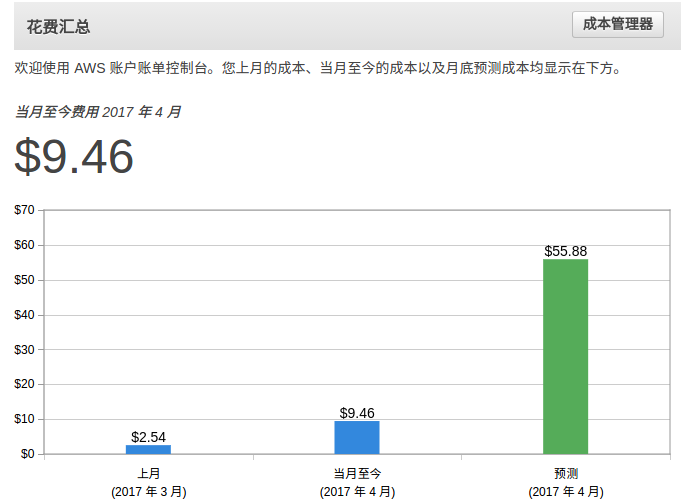 花费汇总
成本管理器
欢迎使用 AWS 账户账单控制台。您上月的成本、当月至今的成本以及月底预测成本均显示在下方。
当月至今费用 2017 年 4 月
$9.46
$70
$60
$55.88
$50
$40
$30
$20
$10
$9.46
$2.54
$0
上月
当月至今
预测
(2017 年 3 月)
(2017 年 4 月)
(2017 年 4 月)